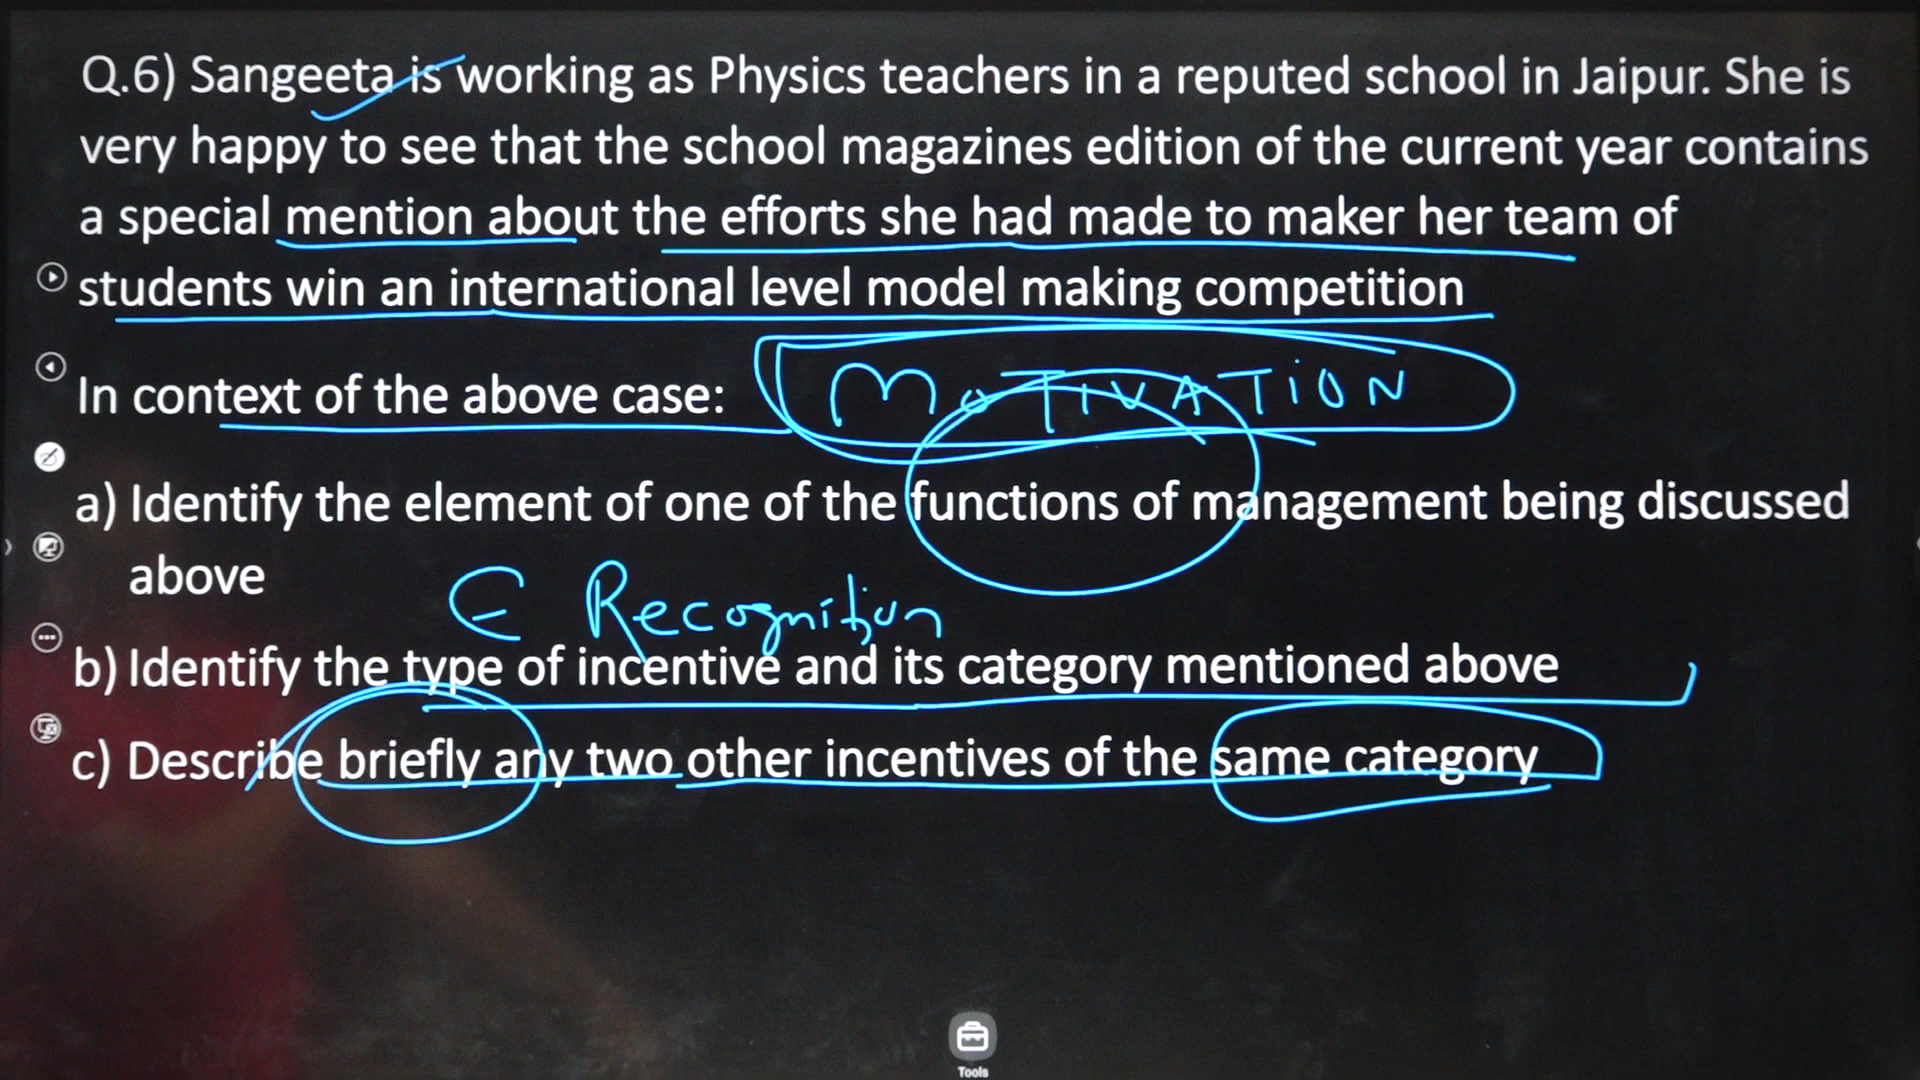 Q.6) Sangeeta is working as Physics teachers in a reputed school in Jaipur. She is
very happy to see that the school magazines edition of the current year contains
a special mention about the efforts she had made to maker her team of
students win an international level model making competition
In context of the above case:
MOTIVATION
a) Identify the element of one of the functions of management being discussed
above
E Recognition
b) Identify the type of incentive and its category mentioned above
c) Describe briefly any two other incentives of the same category
Tools